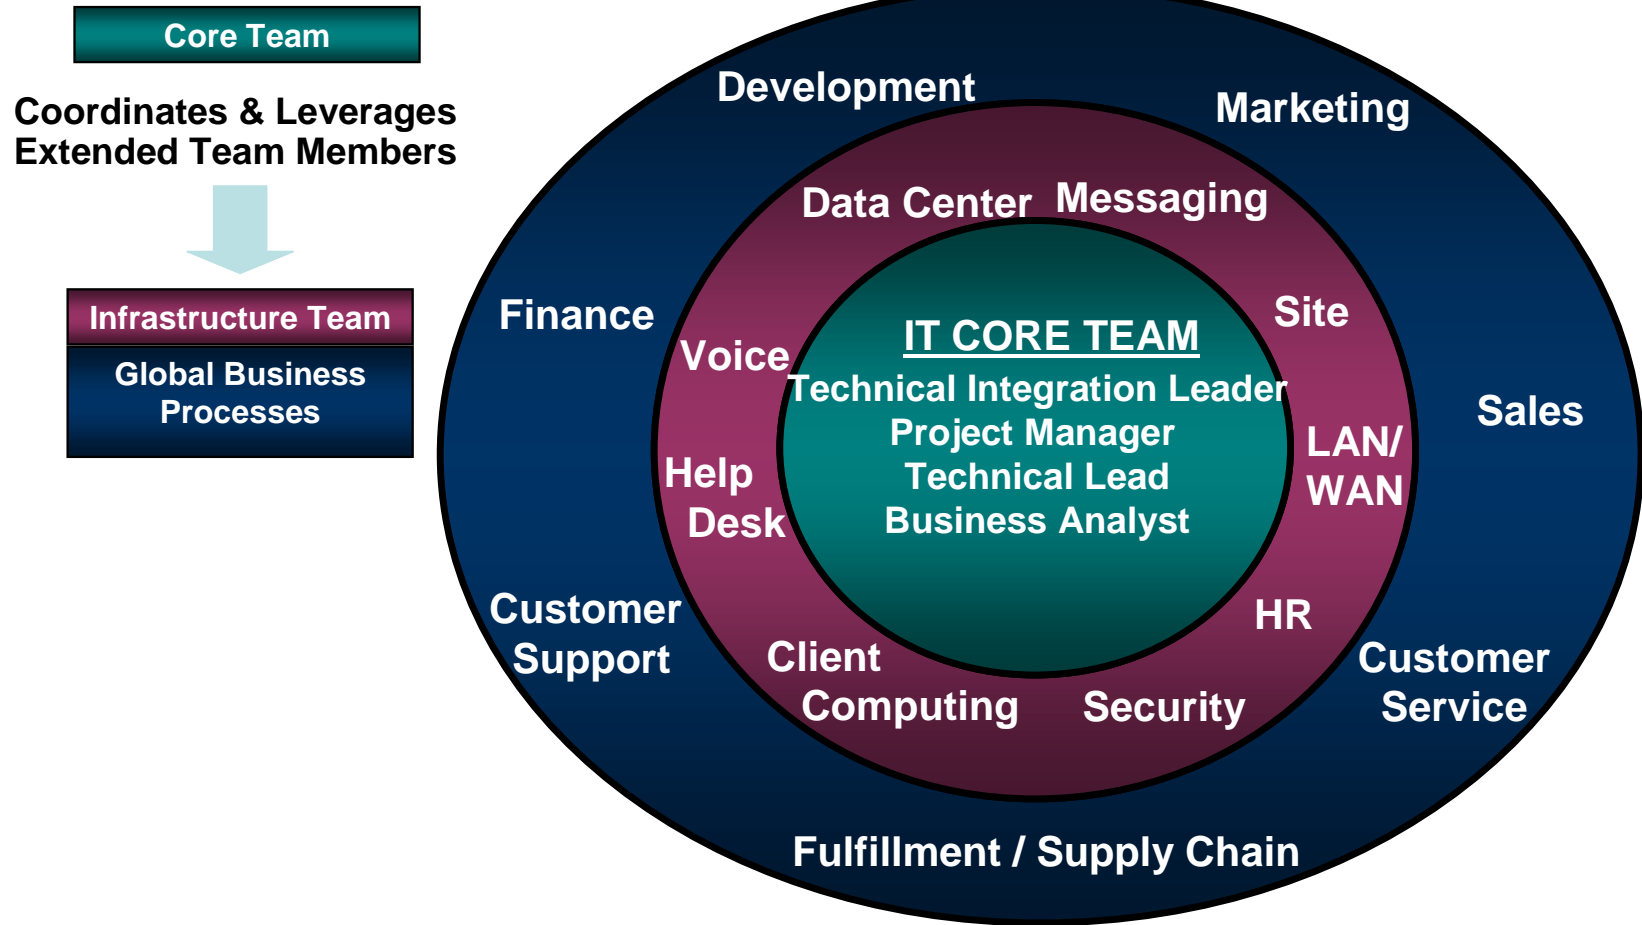 Core Team
Coordinates & Leverages
Extended Team Members
Infrastructure Team
Global Business
Processes
Development
Marketing
Data Center
Messaging
Finance
Site
Voice
IT CORE TEAM
Technical Integration Leader
Project Manager
Technical Lead
Business Analyst
Sales
LAN/
WAN
Help
Desk
Customer
Support
HR
Client
Computing
Security
Customer
Service
Fulfillment / Supply Chain